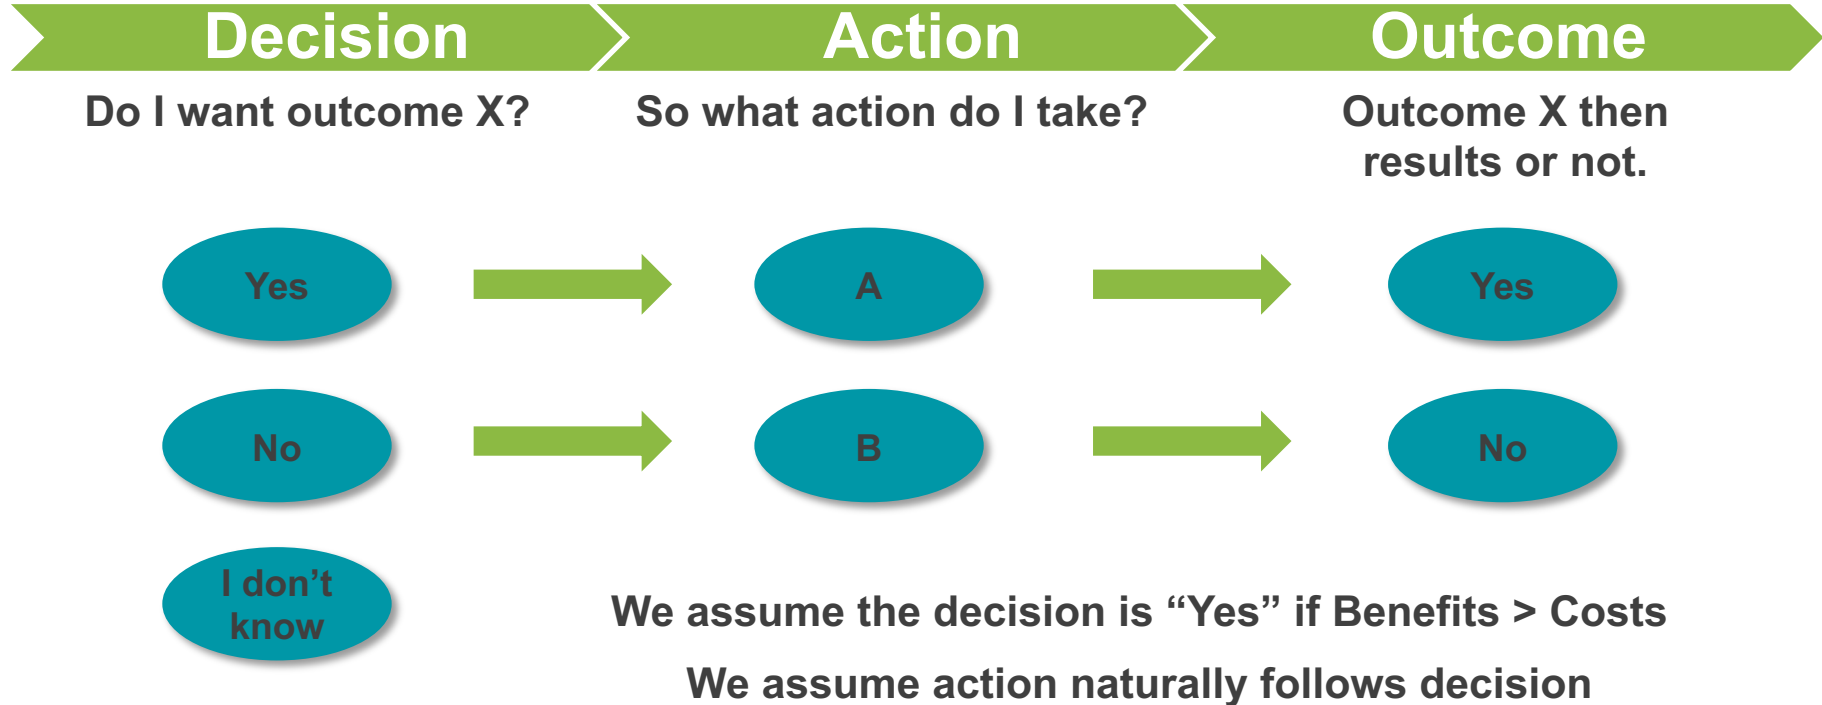 Decision
Action
Outcome
Do I want outcome X?
So what action do I take?
Outcome X then
results or not.
Yes
A
Yes
No
B
No
I don’t
know
We assume the decision is “Yes” if Benefits > Costs
We assume action naturally follows decision